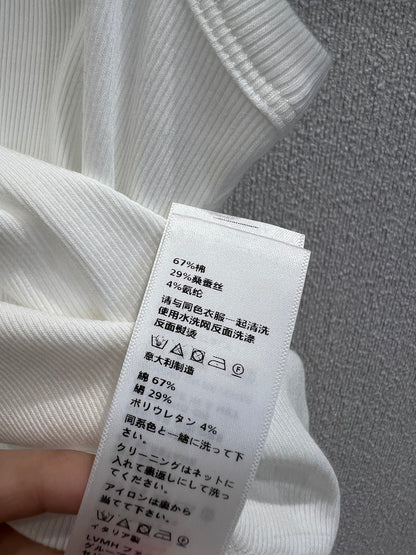 67%棉
29%桑蚕丝
4%氨纶
请与同色衣服一起清洗
使用水洗网反面洗涤
反面熨烫
意大利制造
綿 67%
絹 29%
ポリウレタン 4%
同系色と一緒に洗って下さい。
クリーニングはネットに
入れて裏返しにして洗っ
てください。
アイロンは裏から
当て下さい。
イタリア製
LVMH フ